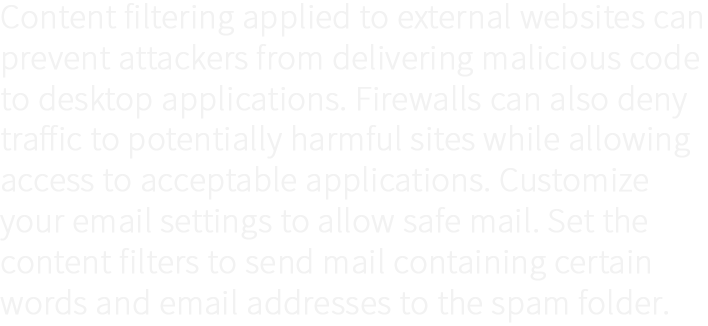 Content filtering applied to external websites can
prevent attackers from delivering malicious code
to desktop applications. Firewalls can also deny
traffic to potentially harmful sites while allowing
access to acceptable applications. Customize
your email settings to allow safe mail. Set the
content filters to send mail containing certain
words and email addresses to the spam folder.